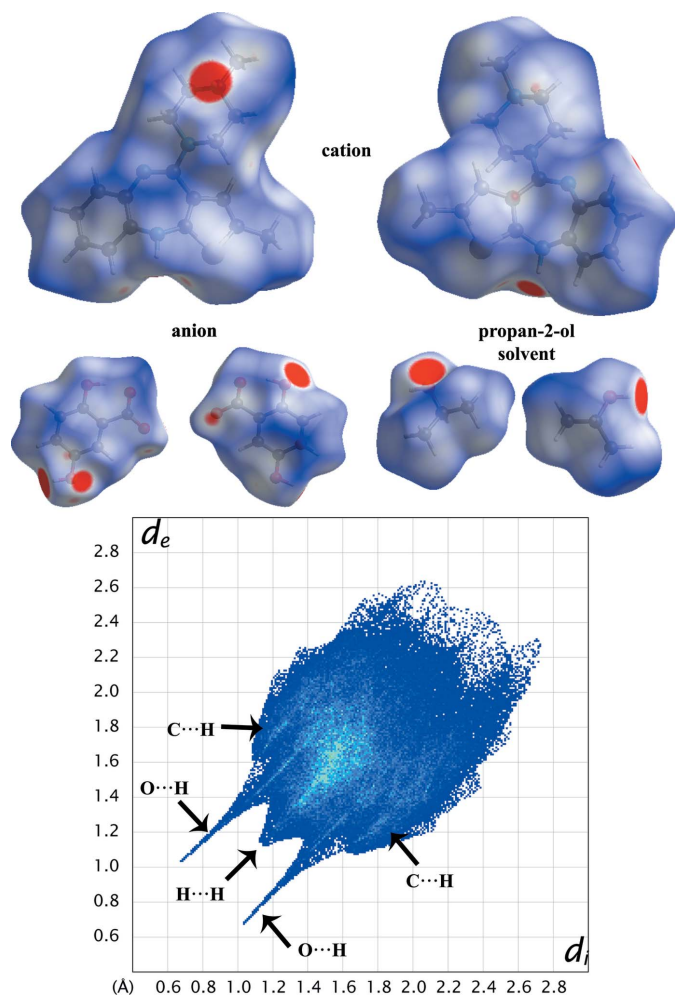 cation
anion
propan-2-ol
solvent
de
2.8
2.6
2.4
2.2
2.0
1.8
C···H
1.6
1.4
O···H
1.2
1.0
H···H
C···H
0.8
O···H
0.6
di
(Å) 0.6 0.8 1.0 1.2 1.4 1.6 1.8 2.0 2.2 2.4 2.6 2.8